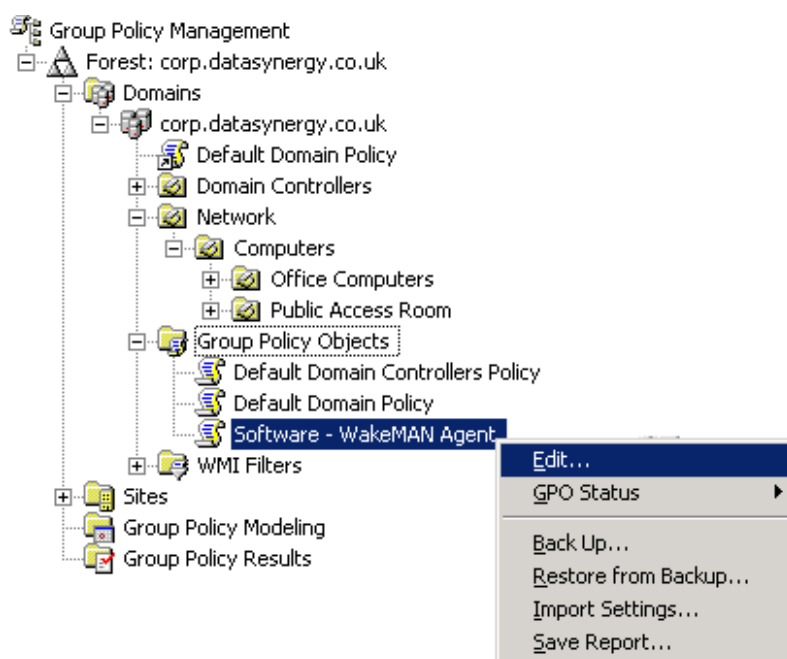 Group Policy Management
Forest: corp.datasynergy.co.uk
Domains
corp.datasynergy.co.uk
Default Domain Policy
Domain Controllers
Network
Computers
Office Computers
Public Access Room
Group Policy Objects
Default Domain Controllers Policy
Default Domain Policy
Software - WakeMAN Agent
WMI Filters
Sites
Group Policy Modeling
Group Policy Results
Edit...
GPO Status
Back Up...
Restore from Backup...
Import Settings...
Save Report...